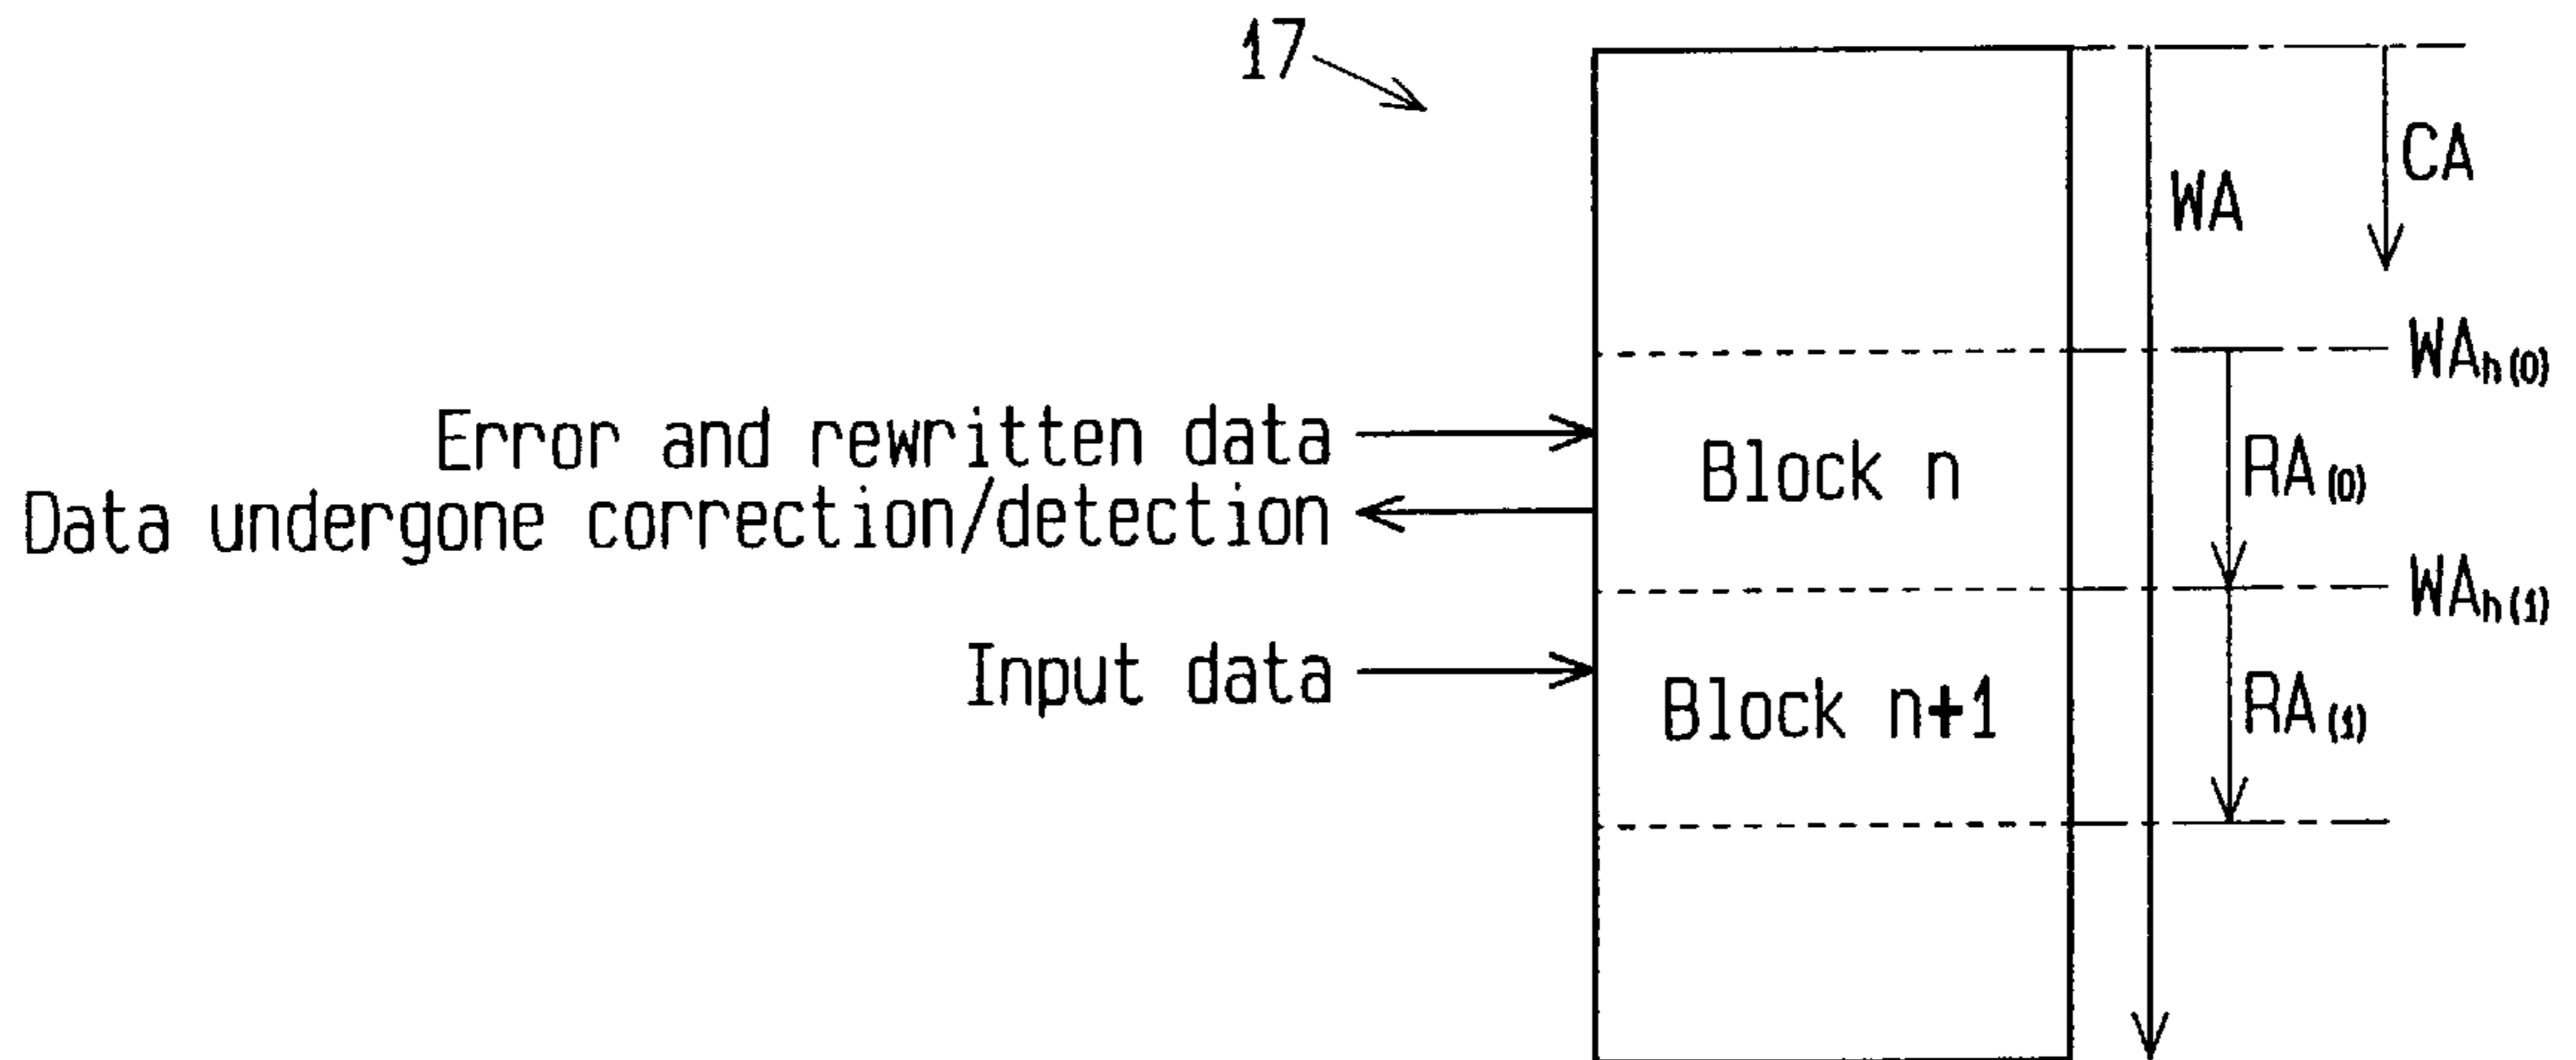 17
CA
WA
WAh(0)
Error and rewritten data
Block n
RA(0)
Data undergone correction/detection
WAh(1)
Input data
Block n+1
RA(1)